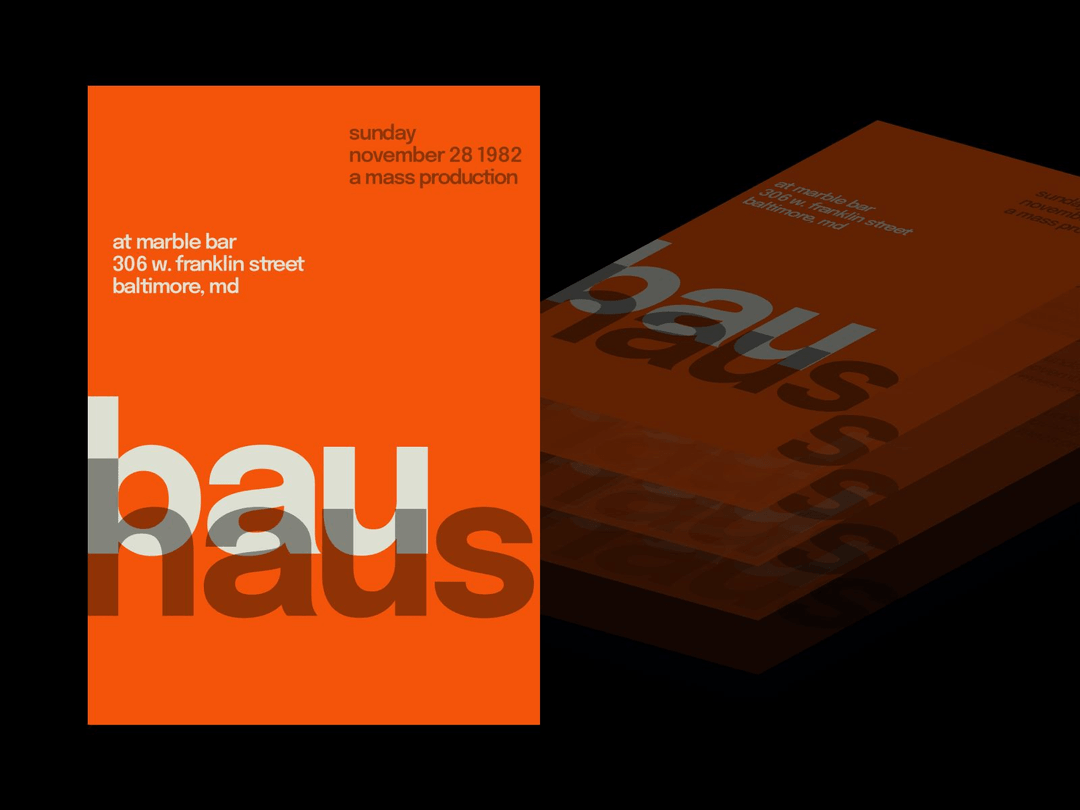 sunday
november 28 1982
a mass production
at marble bar
306 w. franklin street
baltimore, md
bau
haus
at marble bar
306 w. franklin street
baltimore, md
bau
haus